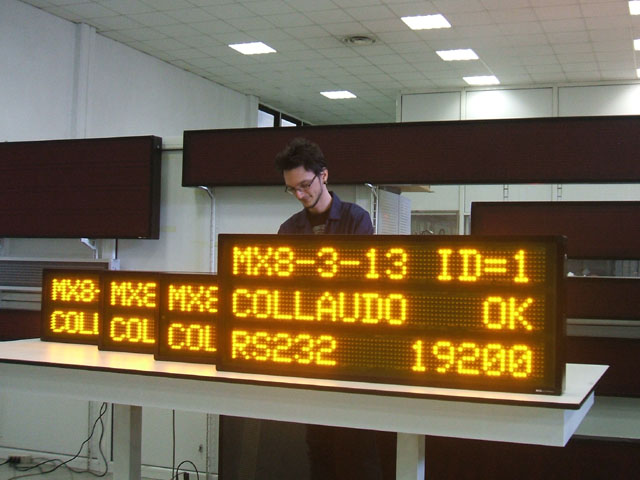 MX8-
COLL
MX8
COL
MX8
COL
MX8-3-13 ID=1
COLLAUDO OK
RS232 19200